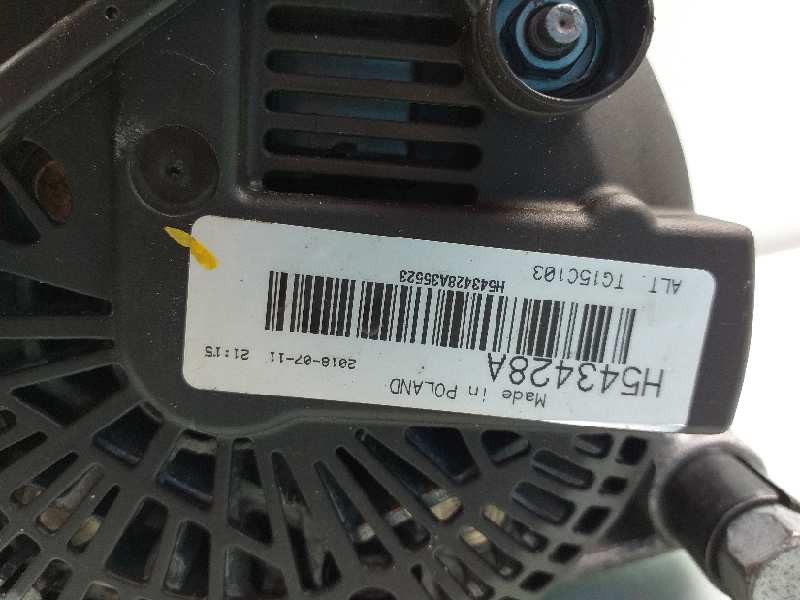 Made in POLAND
H543428A
2018-07-11 21:15
H543428A35523
ALT. TG15C103